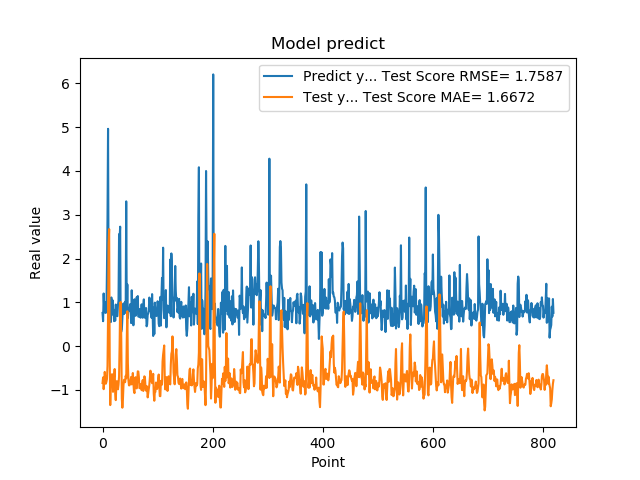 Model predict
Predict y... Test Score RMSE= 1.7587
Test y... Test Score MAE= 1.6672
6
5
4
3
2
1
0
−1
Real value
0 200 400 600 800
Point